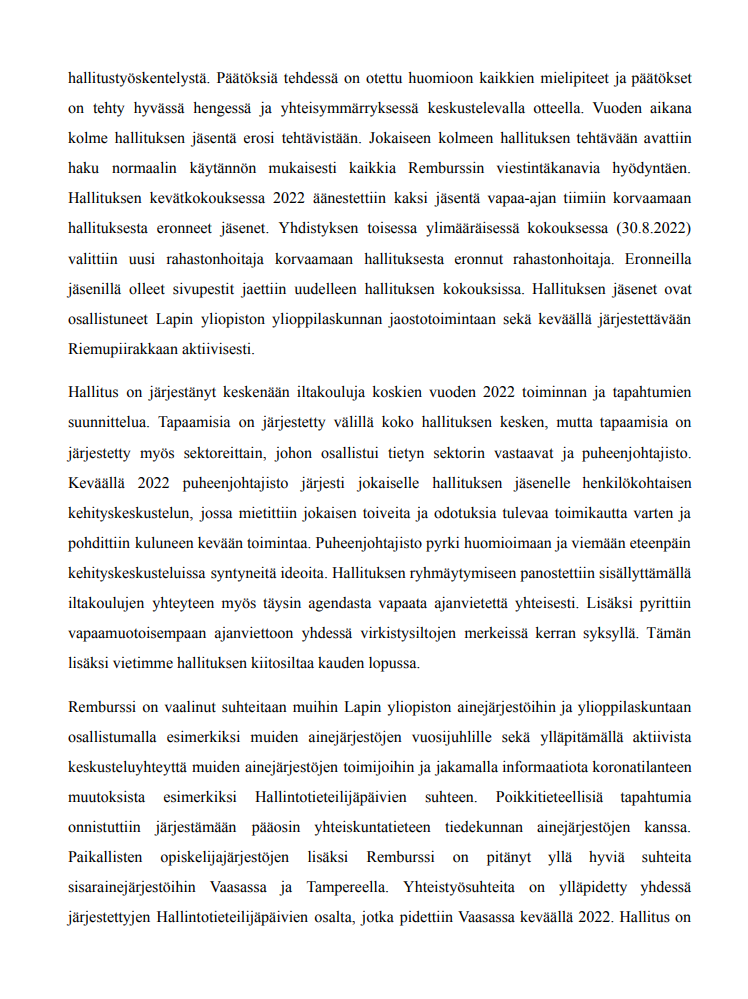 hallitustyöskentelystä. Päätöksiä tehdessä on otettu huomioon kaikkien mielipiteet ja päätökset
on tehty hyvässä hengessä ja yhteisymmärryksessä keskustelevalla otteella. Vuoden aikana
kolme hallituksen jäsentä erosi tehtävistään. Jokaiseen kolmeen hallituksen tehtävään avattiin
haku normaalin käytännön mukaisesti kaikkia Remburssin viestintäkanavia hyödyntäen.
Hallituksen kevätkokouksessa 2022 äänestettiin kaksi jäsentä vapaa-ajan tiimiin korvaamaan
hallituksesta eronneet jäsenet. Yhdistyksen toisessa ylimääräisessä kokouksessa (30.8.2022)
valittiin uusi rahastonhoitaja korvaamaan hallituksesta eronnut rahastonhoitaja. Eronneilla
jäsenillä olleet sivupestit jaettiin uudelleen hallituksen kokouksissa. Hallituksen jäsenet ovat
osallistuneet Lapin yliopiston ylioppilaskunnan jaostotoimintaan sekä keväällä järjestettävään
Riemupiirakkaan aktiivisesti.
Hallitus on järjestänyt keskenään iltakouluja koskien vuoden 2022 toiminnan ja tapahtumien
suunnittelua. Tapaamisia on järjestetty välillä koko hallituksen kesken, mutta tapaamisia on
järjestetty myös sektoreittain, johon osallistui tietyn sektorin vastaavat ja puheenjohtajisto.
Keväällä 2022 puheenjohtajisto järjesti jokaiselle hallituksen jäsenelle henkilökohtaisen
kehityskeskustelun, jossa mietittiin jokaisen toiveita ja odotuksia tulevaa toimikautta varten ja
pohdittiin kuluneen kevään toimintaa. Puheenjohtajisto pyrki huomioimaan ja viemään eteenpäin
kehityskeskusteluissa syntyneitä ideoita. Hallituksen ryhmäytymiseen panostettiin sisällyttämällä
iltakoulujen yhteyteen myös täysin agendasta vapaata ajanvietettä yhteisesti. Lisäksi pyrittiin
vapaamuotoisempaan ajanviettoon yhdessä virkistysiltojen merkeissä kerran syksyllä. Tämän
lisäksi vietimme hallituksen kiitosiltaa kauden lopussa.
Remburssi on vaalinut suhteitaan muihin Lapin yliopiston ainejärjestöihin ja ylioppilaskuntaan
osallistumalla esimerkiksi muiden ainejärjestöjen vuosijuhlille sekä ylläpitämällä aktiivista
keskusteluyhteyttä muiden ainejärjestöjen toimijoihin ja jakamalla informaatiota koronatilanteen
muutoksista esimerkiksi Hallintotieteilijäpäivien suhteen. Poikkitieteellisiä tapahtumia
onnistuttiin järjestämään pääosin yhteiskuntatieteen tiedekunnan ainejärjestöjen kanssa.
Paikallisten opiskelijajärjestöjen lisäksi Remburssi on pitänyt yllä hyviä suhteita
sisarainejärjestöihin Vaasassa ja Tampereella. Yhteistyösuhteita on ylläpidetty yhdessä
järjestettyjen Hallintotieteilijäpäivien osalta, jotka pidettiin Vaasassa keväällä 2022. Hallitus on